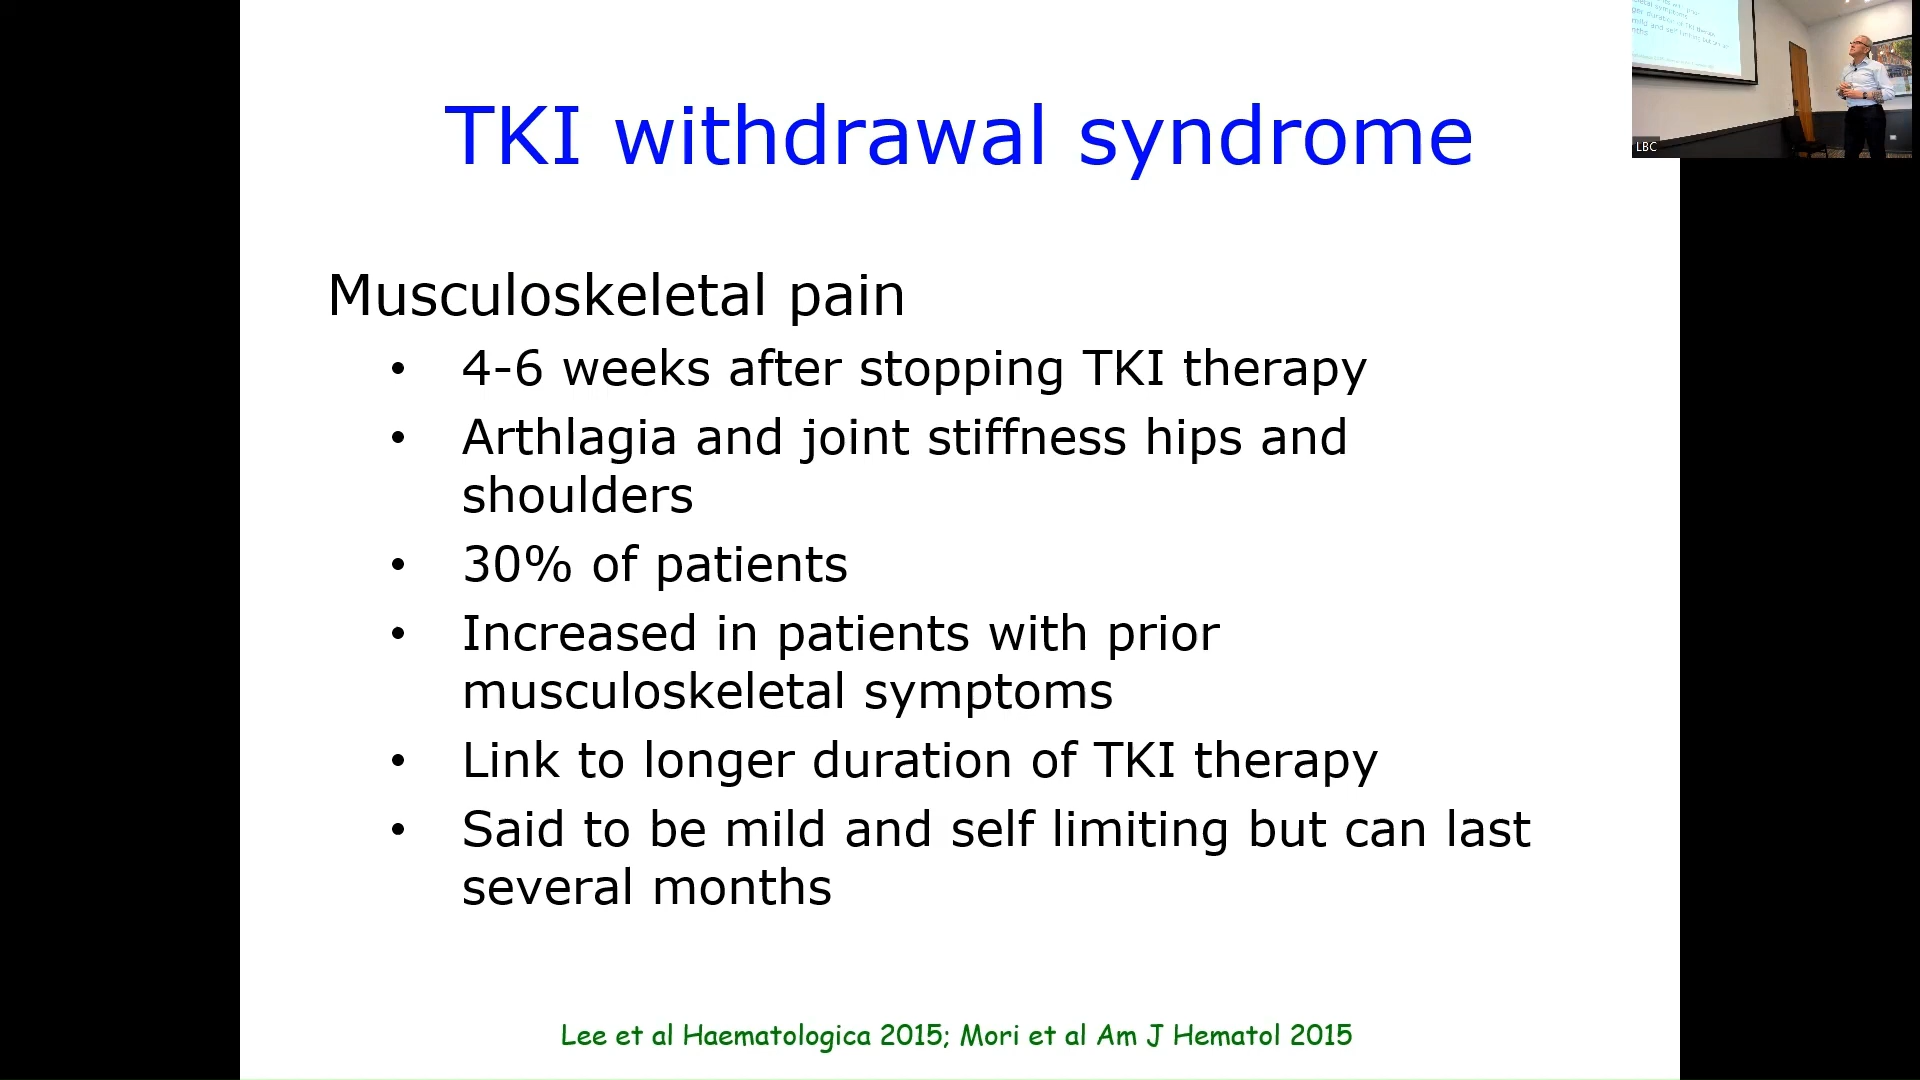 TKI withdrawal syndrome
Musculoskeletal pain
• 4-6 weeks after stopping TKI therapy
• Arthlagia and joint stiffness hips and
shoulders
• 30% of patients
• Increased in patients with prior
musculoskeletal symptoms
• Link to longer duration of TKI therapy
• Said to be mild and self limiting but can last
several months
Lee et al Haematologica 2015; Mori et al Am J Hematol 2015
LBC